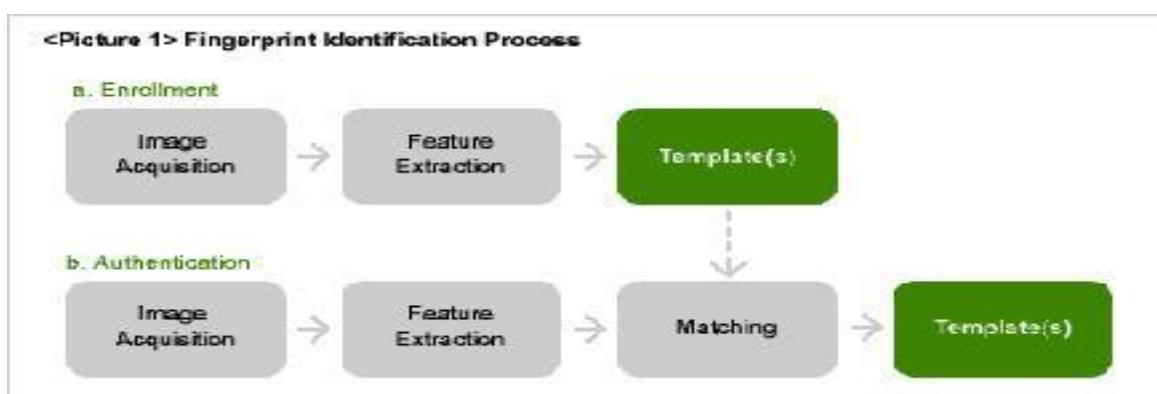 <Picture 1> Fingerprint Identification Process
a. Enrollment
Image
Acquisition
Feature
Extraction
Template(s)
b. Authentication
Image
Acquisition
Feature
Extraction
Matching
Template(s)